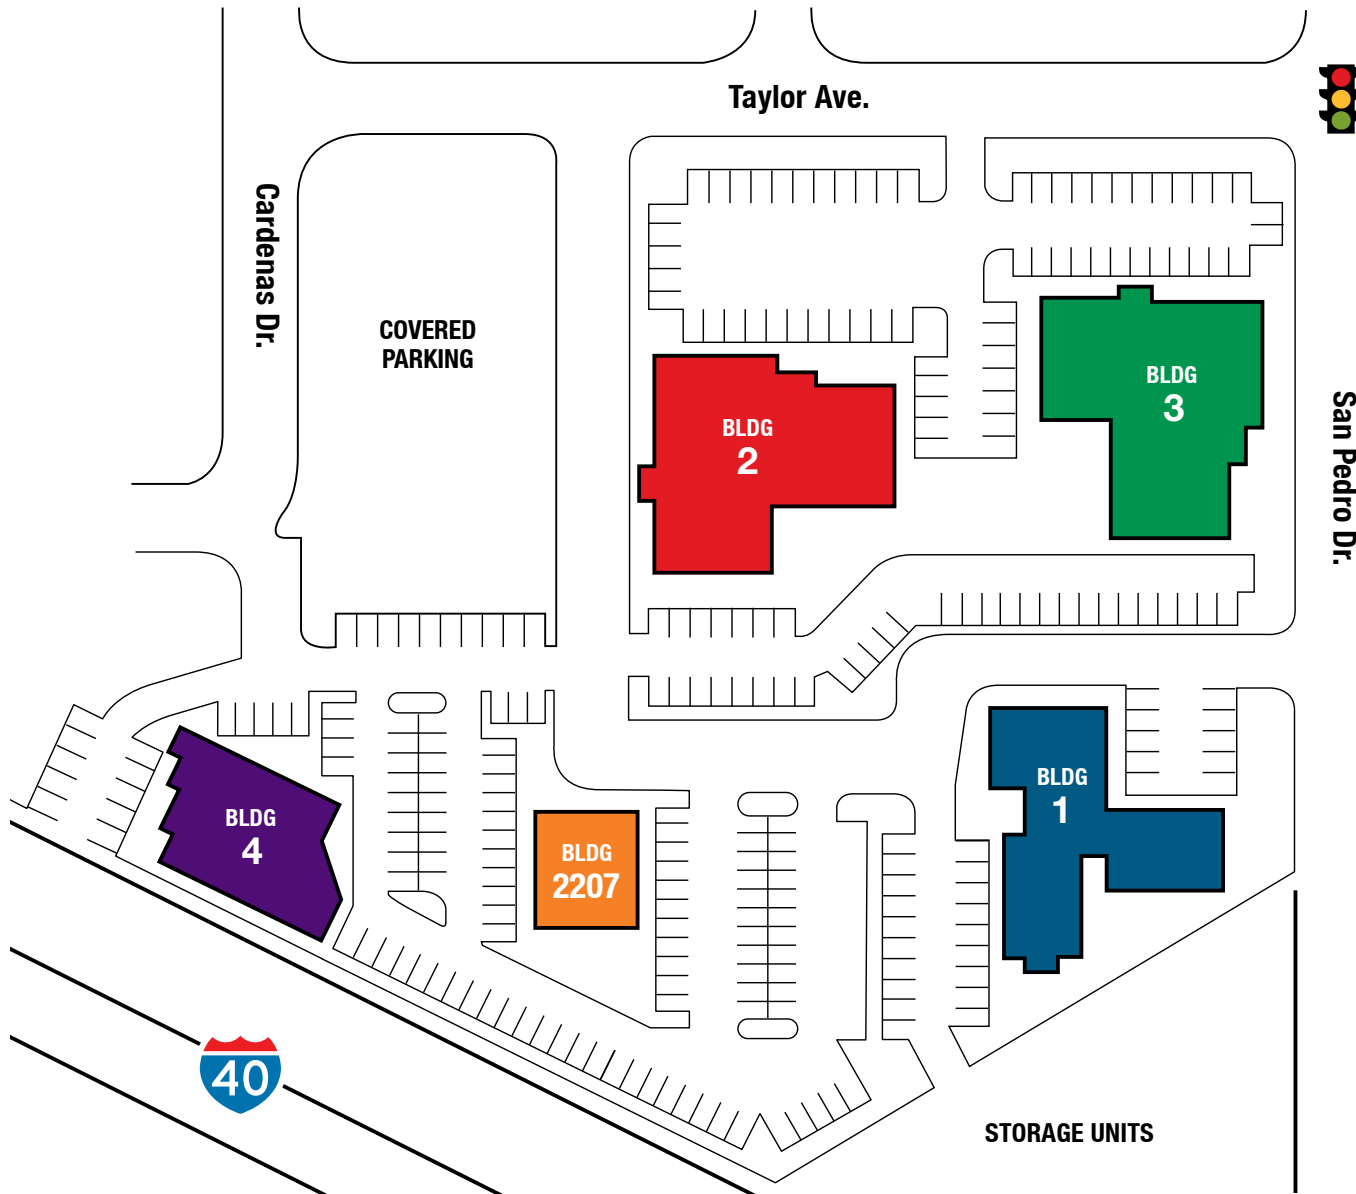 Taylor Ave.
Cardenas Dr.
COVERED
PARKING
BLDG
3
BLDG
2
San Pedro Dr.
BLDG
1
BLDG
4
BLDG
2207
40
STORAGE UNITS